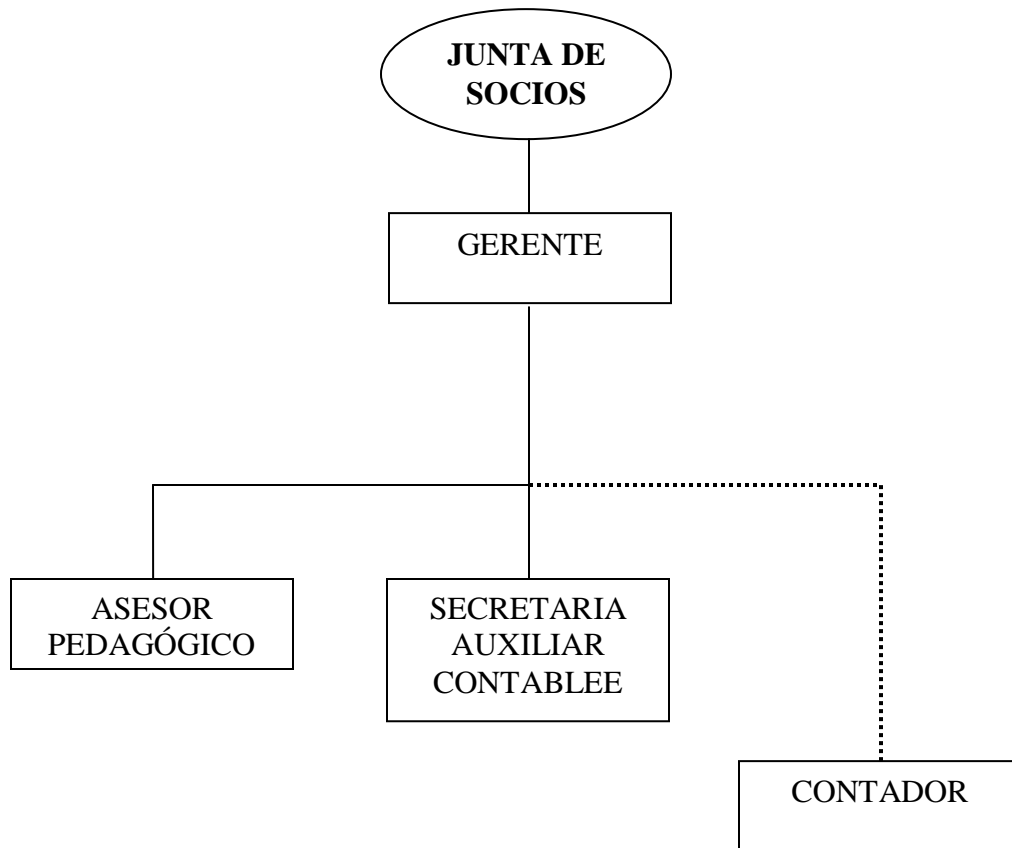 JUNTA DE
SOCIOS
GERENTE
ASESOR
PEDAGÓGICO
SECRETARIA
AUXILIAR
CONTABLEE
CONTADOR